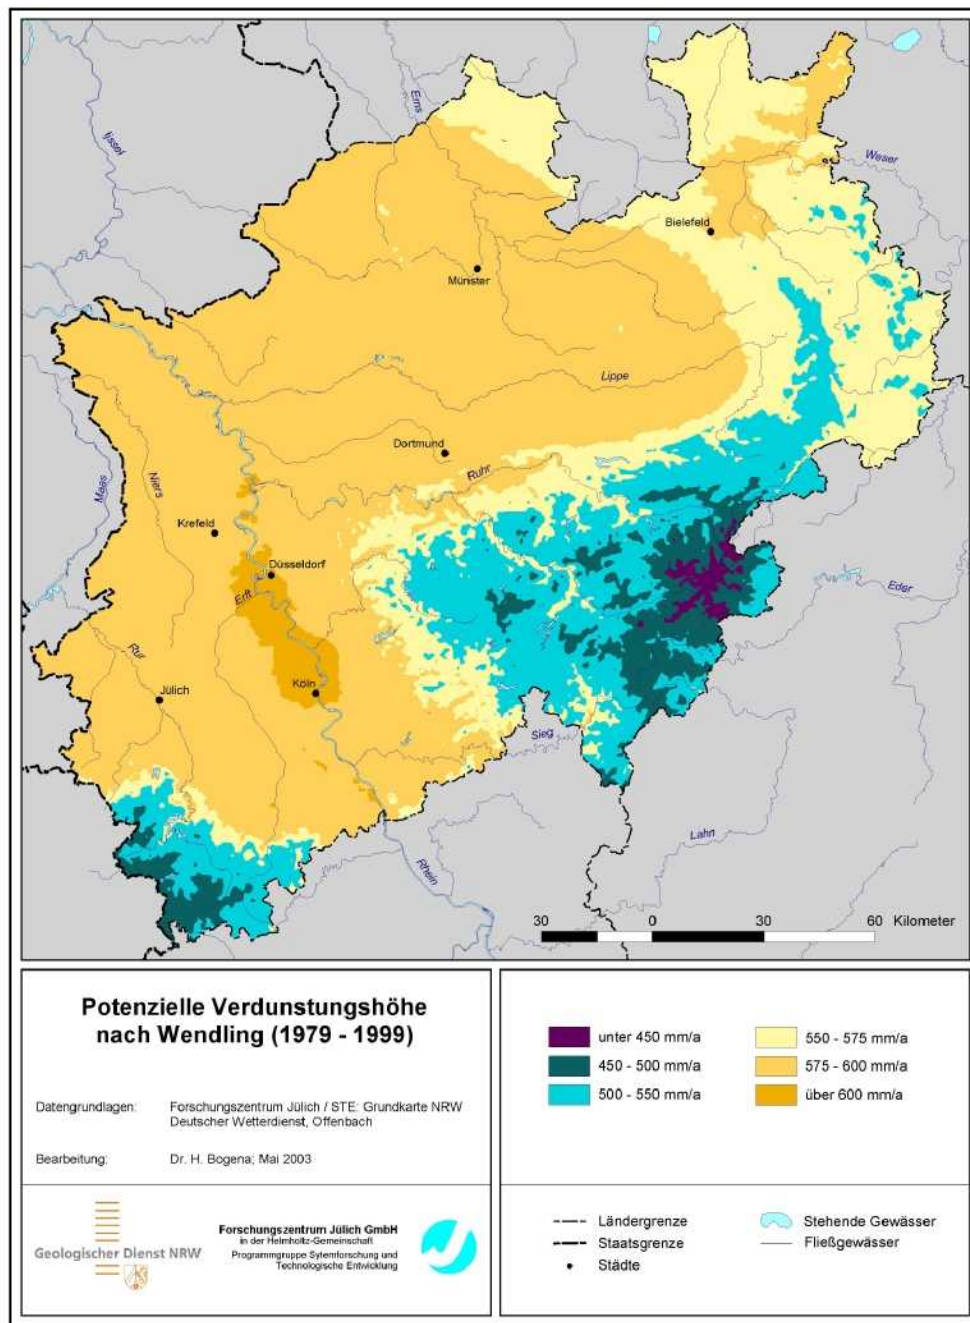 Ems
Ijssel
Weser
Bielefeld
Münster
Lippe
Dortmund
Ruhr
Maas
Niers
Krefeld
Düsseldorf
Erft
Eder
Rur
Jülich
Köln
Sieg
Lahn
Rhein
30 0 30 60 Kilometer
Potenzielle Verdunstungshöhe
nach Wendling (1979 - 1999)
Datengrundlagen: Forschungszentrum Jülich / STE: Grundkarte NRW
Deutscher Wetterdienst, Offenbach
Bearbeitung: Dr. H. Bogena; Mai 2003
Geologischer Dienst NRW
Forschungszentrum Jülich GmbH
in der Helmholtz-Gemeinschaft
Programmgruppe Sytemforschung und
Technologische Entwicklung
unter 450 mm/a
450 - 500 mm/a
500 - 550 mm/a
550 - 575 mm/a
575 - 600 mm/a
über 600 mm/a
Ländergrenze
Staatsgrenze
Städte
Stehende Gewässer
Fließgewässer